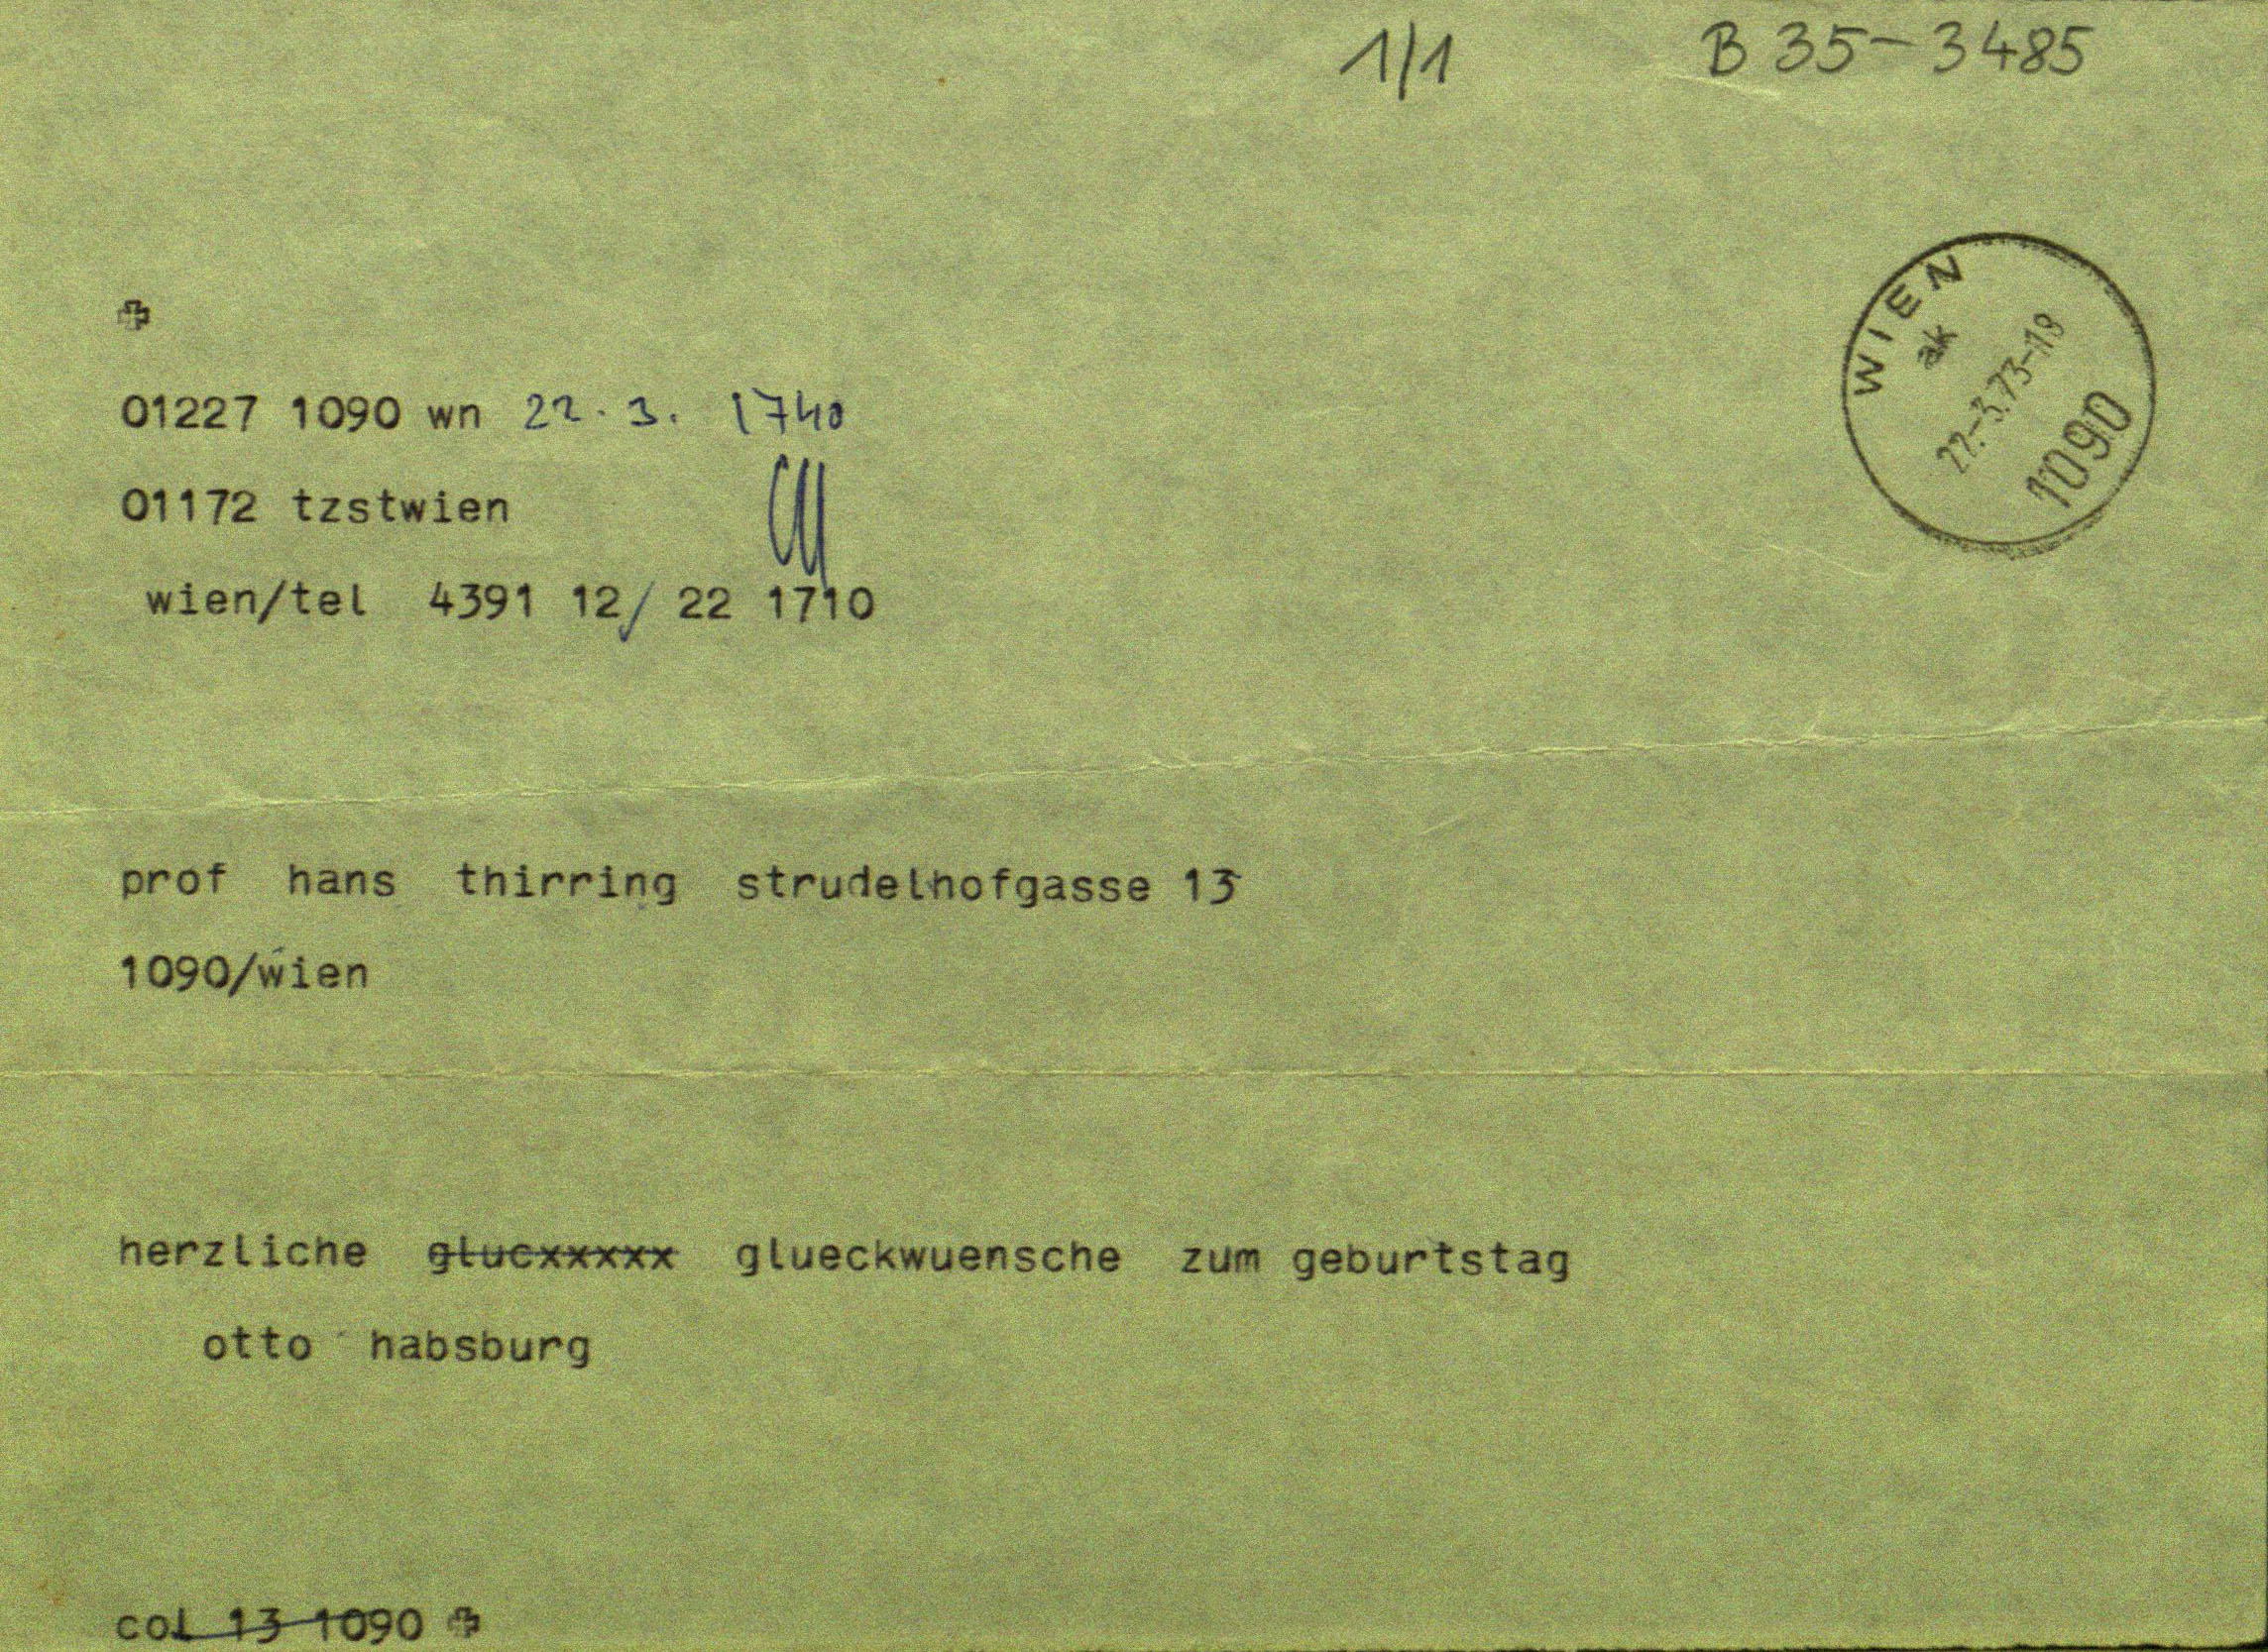 1/1 B 35-3485
WIEN
ak
22.-3.73-18
1090
✠
01227 1090 wn 22.3. 1740
01172 tzstwien
wien/tel 4391 12/ 22 1710
prof hans thirring strudelhofgasse 13
1090/wien
herzliche glucxxxxx glueckwuensche zum geburtstag
otto habsburg
col 13 1090 ✠